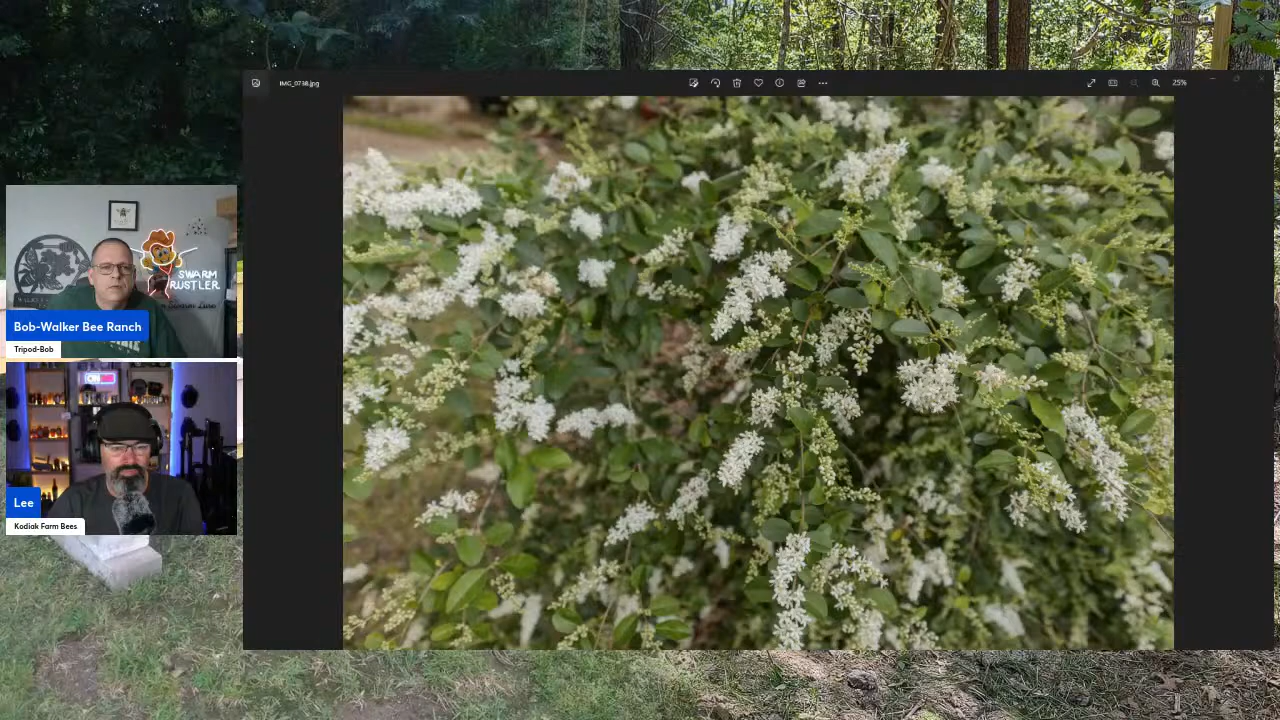 IMG_0738.jpg
25%
SWARM
RUSTLER
Bob-Walker Bee Ranch
Tripod-Bob
Lee
Kodiak Farm Bees